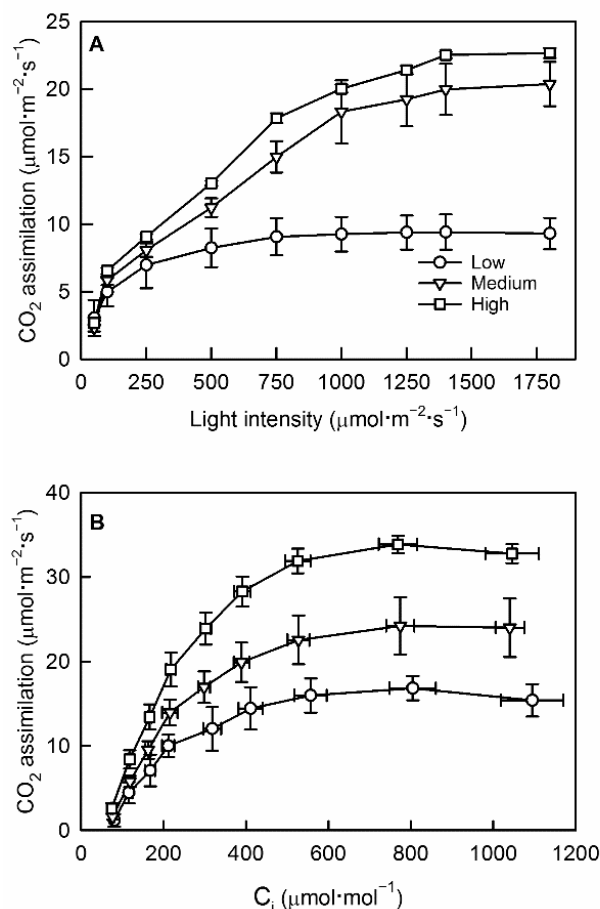 A
CO₂ assimilation (μmol·m⁻²·s⁻¹)
25
20
15
10
5
0
Low
Medium
High
0 250 500 750 1000 1250 1500 1750
Light intensity (μmol·m⁻²·s⁻¹)
B
CO₂ assimilation (μmol·m⁻²·s⁻¹)
40
30
20
10
0
0 200 400 600 800 1000 1200
Cᵢ (μmol·mol⁻¹)